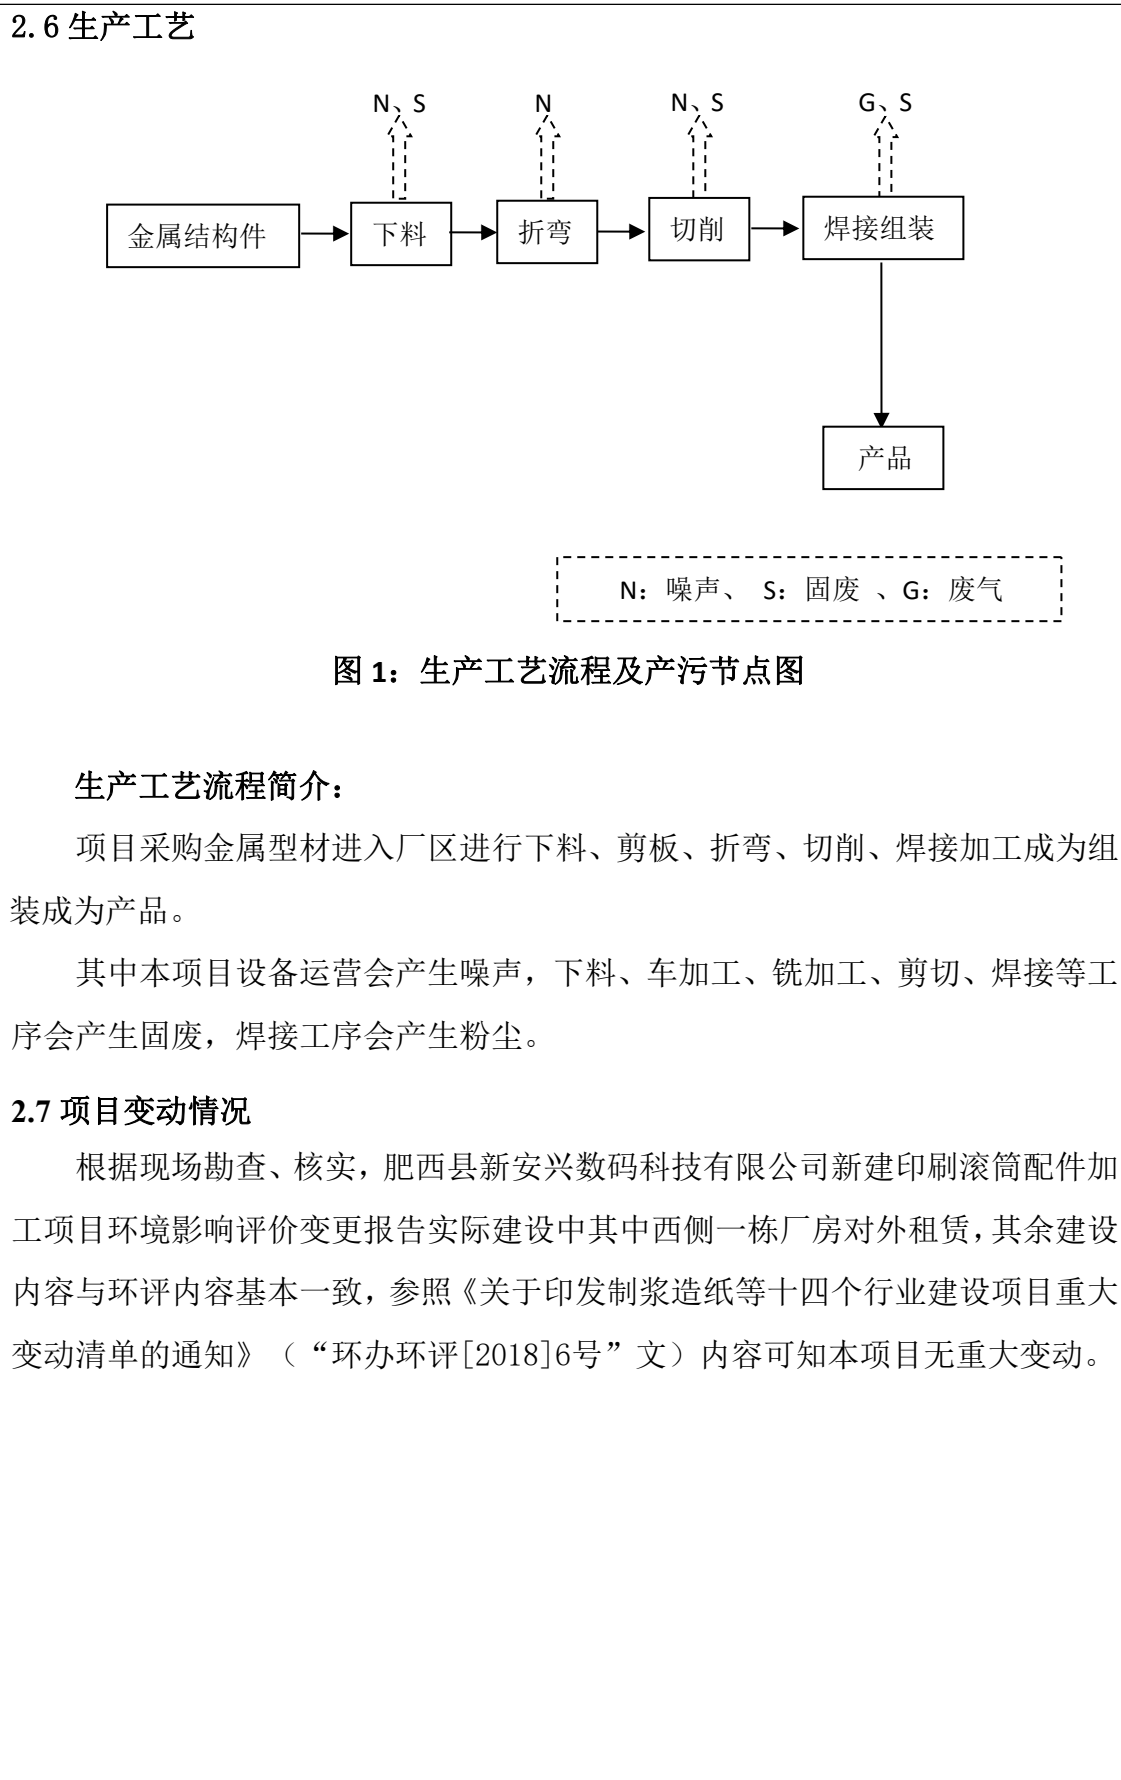 2.6 生产工艺
N、S
N
N、S
G、S
金属结构件
下料
折弯
切削
焊接组装
产品
N：噪声、 S：固废 、G：废气
图 1：生产工艺流程及产污节点图
生产工艺流程简介：
项目采购金属型材进入厂区进行下料、剪板、折弯、切削、焊接加工成为组
装成为产品。
其中本项目设备运营会产生噪声，下料、车加工、铣加工、剪切、焊接等工
序会产生固废，焊接工序会产生粉尘。
2.7 项目变动情况
根据现场勘查、核实，肥西县新安兴数码科技有限公司新建印刷滚筒配件加
工项目环境影响评价变更报告实际建设中其中西侧一栋厂房对外租赁，其余建设
内容与环评内容基本一致，参照《关于印发制浆造纸等十四个行业建设项目重大
变动清单的通知》（“环办环评[2018]6号”文）内容可知本项目无重大变动。